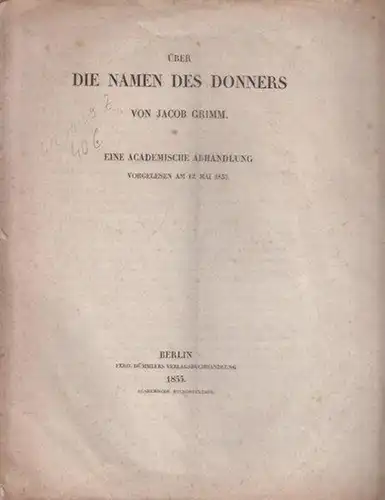 ÜBER
DIE NAMEN DES DONNERS
VON JACOB GRIMM.
EINE ACADEMISCHE ABHANDLUNG
VORGELESEN AM 12 MAI 1853.
BERLIN
FERD. DÜMMLERS VERLAGSBUCHHANDLUNG
1855.